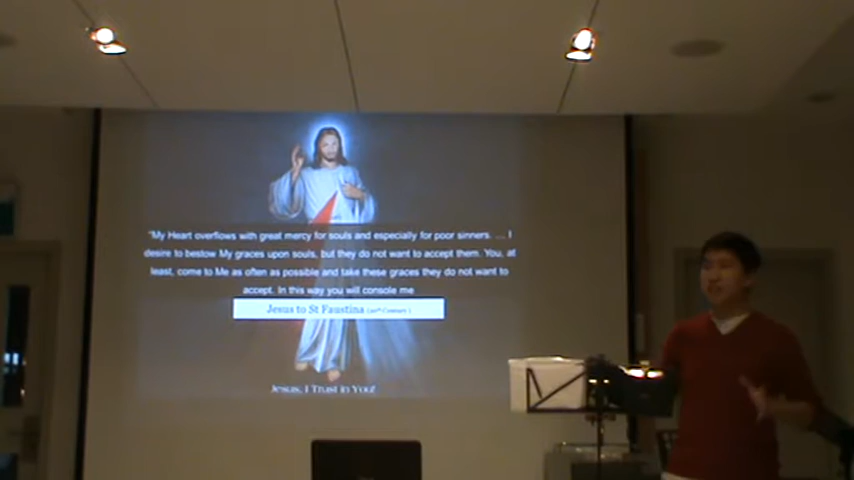 "My Heart overflows with great mercy for souls and especially for poor sinners. ... I
desire to bestow My graces upon souls, but they do not want to accept them. You, at
least, come to Me as often as possible and take these graces they do not want to
accept. In this way you will console me
Jesus to St Faustina (20th Century )
Jesus, I Trust in You!